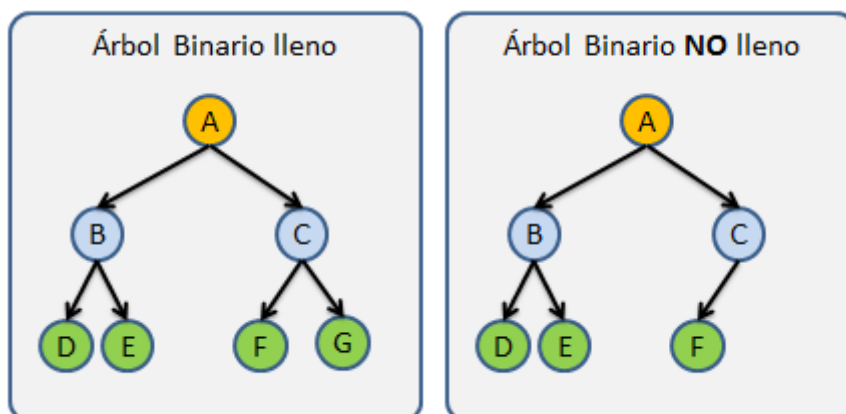 Árbol Binario lleno
A
B C
D E F G
Árbol Binario NO lleno
A
B C
D E F